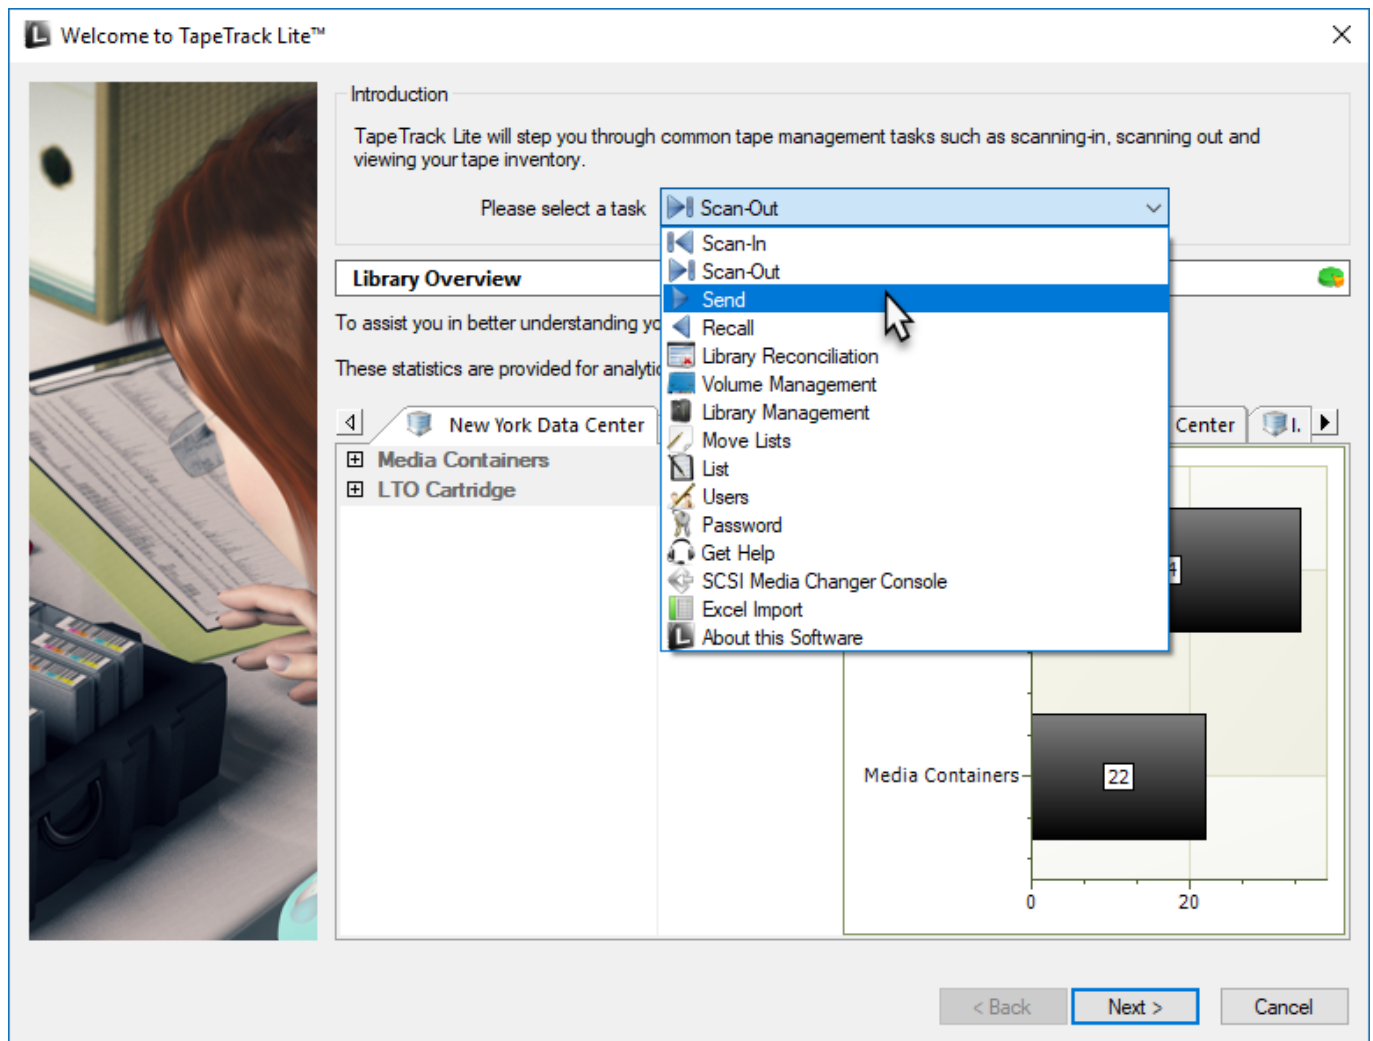 Welcome to TapeTrack Lite™
Introduction
TapeTrack Lite will step you through common tape management tasks such as scanning-in, scanning out and
viewing your tape inventory.
Please select a task
Scan-Out
Scan-In
Scan-Out
Send
Recall
Library Reconciliation
Volume Management
Library Management
Move Lists
List
Users
Password
Get Help
SCSI Media Changer Console
Excel Import
About this Software
Library Overview
To assist you in better understanding
These statistics are provided for
New York Data Center
Center
Media Containers
LTO Cartridge
Media Containers
22
0
20
< Back
Next >
Cancel